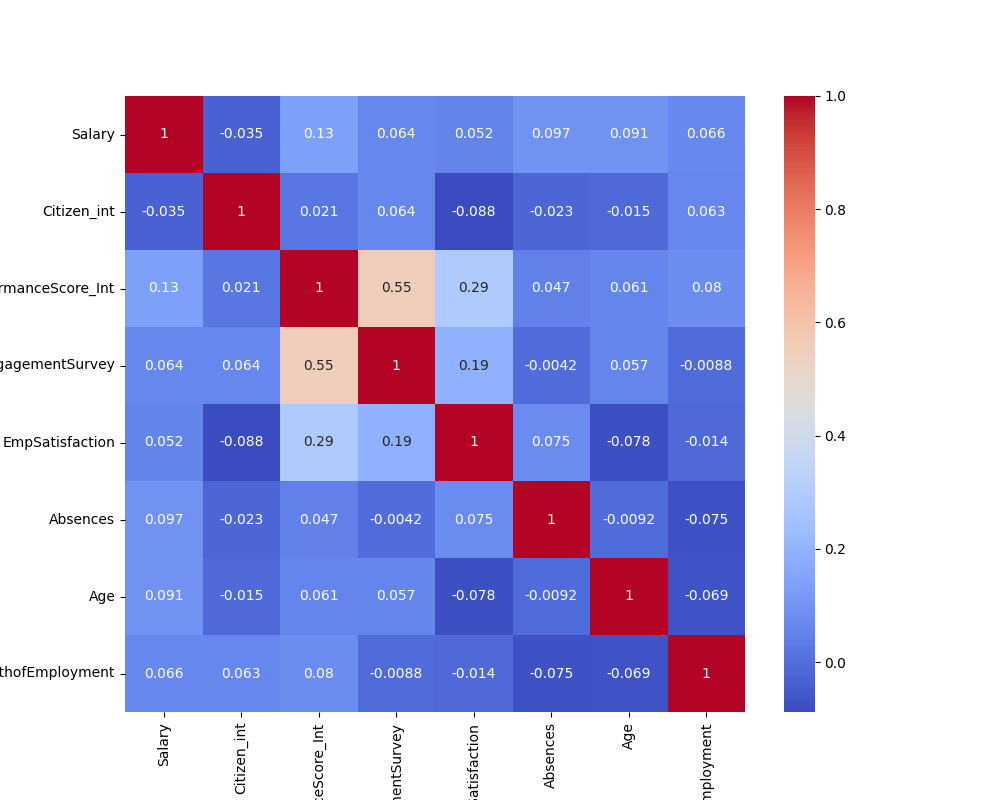 Salary 1 -0.035 0.13 0.064 0.052 0.097 0.091 0.066
Citizen_int -0.035 1 0.021 0.064 -0.088 -0.023 -0.015 0.063
rmanceScore_Int 0.13 0.021 1 0.55 0.29 0.047 0.061 0.08
gagementSurvey 0.064 0.064 0.55 1 0.19 -0.0042 0.057 -0.0088
EmpSatisfaction 0.052 -0.088 0.29 0.19 1 0.075 -0.078 -0.014
Absences 0.097 -0.023 0.047 -0.0042 0.075 1 -0.0092 -0.075
Age 0.091 -0.015 0.061 0.057 -0.078 -0.0092 1 -0.069
thofEmployment 0.066 0.063 0.08 -0.0088 -0.014 -0.075 -0.069 1
Salary
Citizen_int
ceScore_Int
mentSurvey
Satisfaction
Absences
Age
mployment
1.0
0.8
0.6
0.4
0.2
0.0